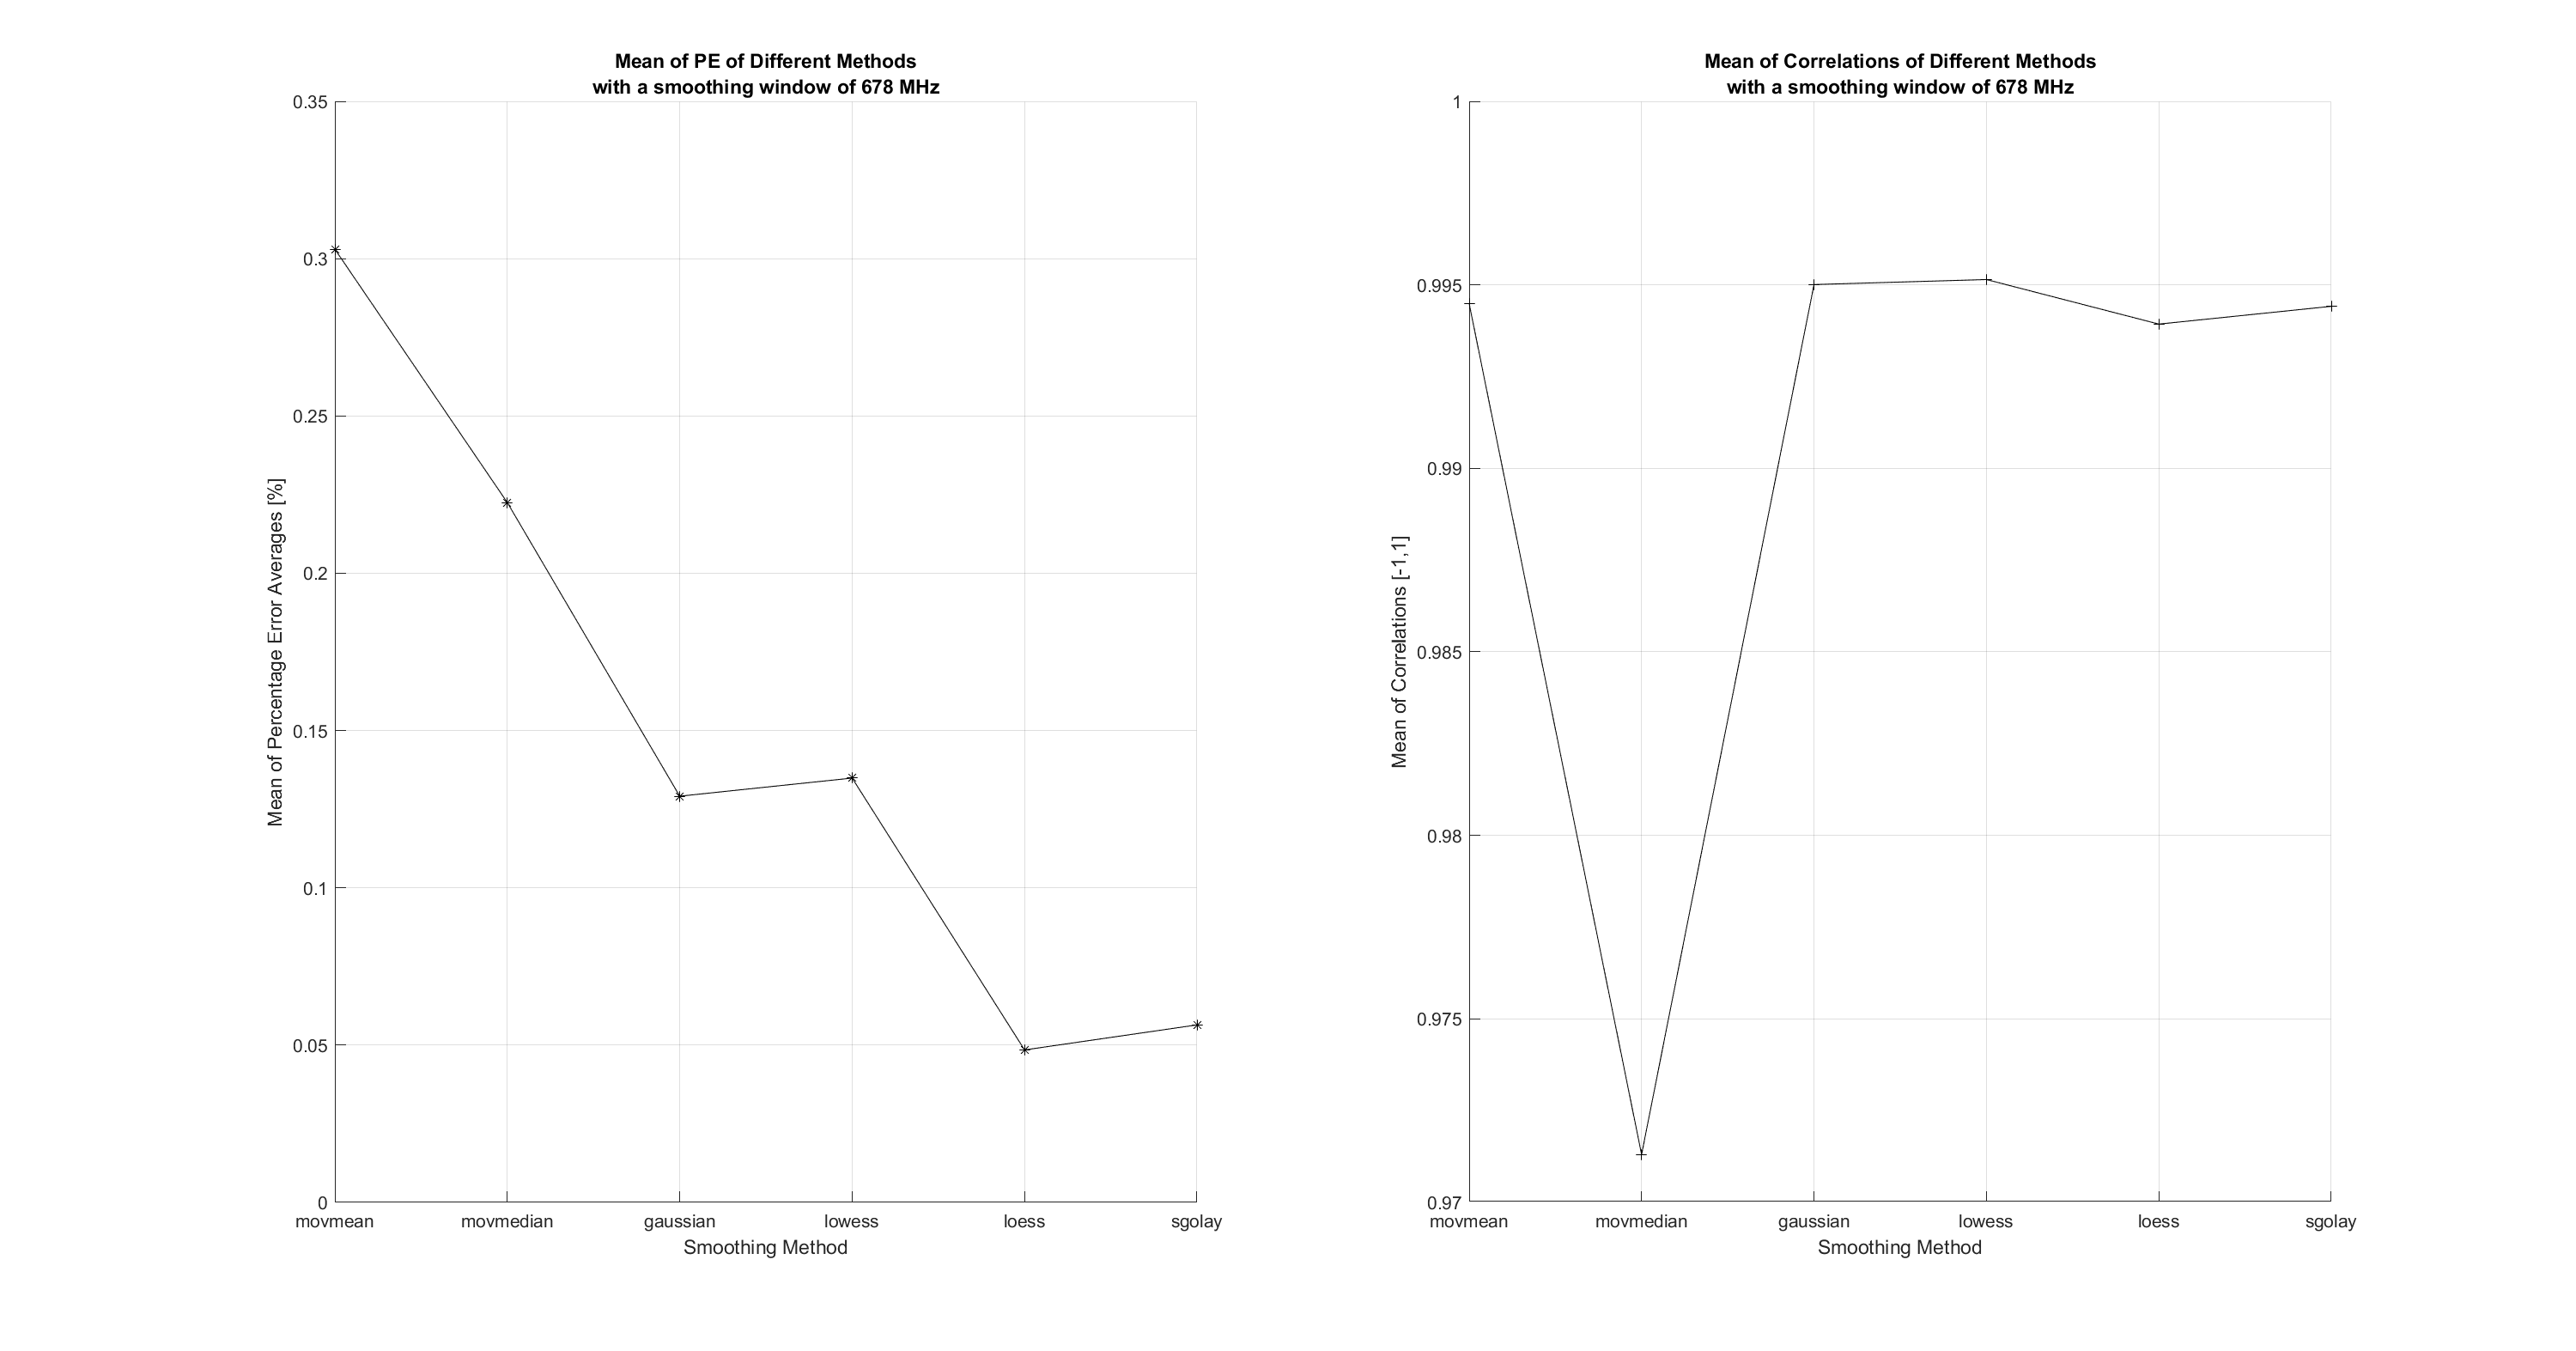 Mean of PE of Different Methods
with a smoothing window of 678 MHz
0.35
0.3
0.25
0.2
0.15
0.1
0.05
0
Mean of Percentage Error Averages [%]
movmean movmedian gaussian lowess loess sgolay
Smoothing Method
Mean of Correlations of Different Methods
with a smoothing window of 678 MHz
1
0.995
0.99
0.985
0.98
0.975
0.97
Mean of Correlations [-1,1]
movmean movmedian gaussian lowess loess sgolay
Smoothing Method